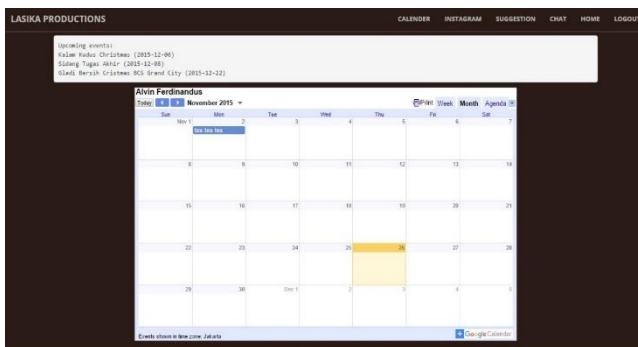 LASIKA PRODUCTIONS
CALENDER INSTAGRAM SUGGESTION CHAT HOME LOGOUT
Upcoming events:
Kalam Kudus Christmas (2015-12-06)
Sidang Tugas Akhir (2015-12-08)
Gladi Bersih Cristmas BCS Grand City (2015-12-22)
Alvin Ferdinandus
Today November 2015 Print Week Month Agenda
Sun Mon Tue Wed Thu Fri Sat
Nov 1 2 3 4 5 6 7
tes tes tes
8 9 10 11 12 13 14
15 16 17 18 19 20 21
22 23 24 25 26 27 28
29 30 Dec 1 2 3 4 5
Events shown in time zone: Jakarta
Google Calendar